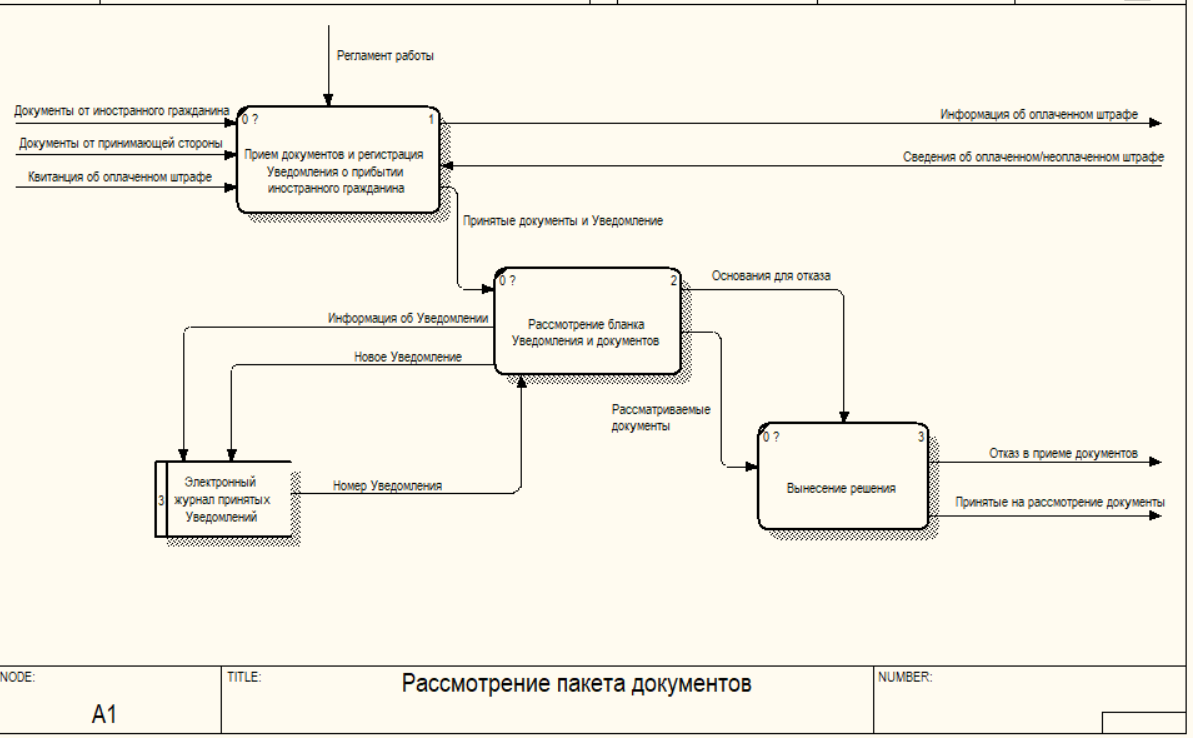 Регламент работы
Документы от иностранного гражданина
Документы от принимающей стороны
Квитанция об оплаченном штрафе
0 ?
1
Прием документов и регистрация
Уведомления о прибытии
иностранного гражданина
Информация об оплаченном штрафе
Сведения об оплаченном/неоплаченном штрафе
Принятые документы и Уведомление
0 ?
2
Рассмотрение бланка
Уведомления и документов
Основания для отказа
Информация об Уведомлении
Новое Уведомление
Рассматриваемые
документы
0 ?
3
Вынесение решения
Отказ в приеме документов
Принятые на рассмотрение документы
3
Электронный
журнал принятых
Уведомлений
Номер Уведомления
NODE:
A1
TITLE:
Рассмотрение пакета документов
NUMBER: